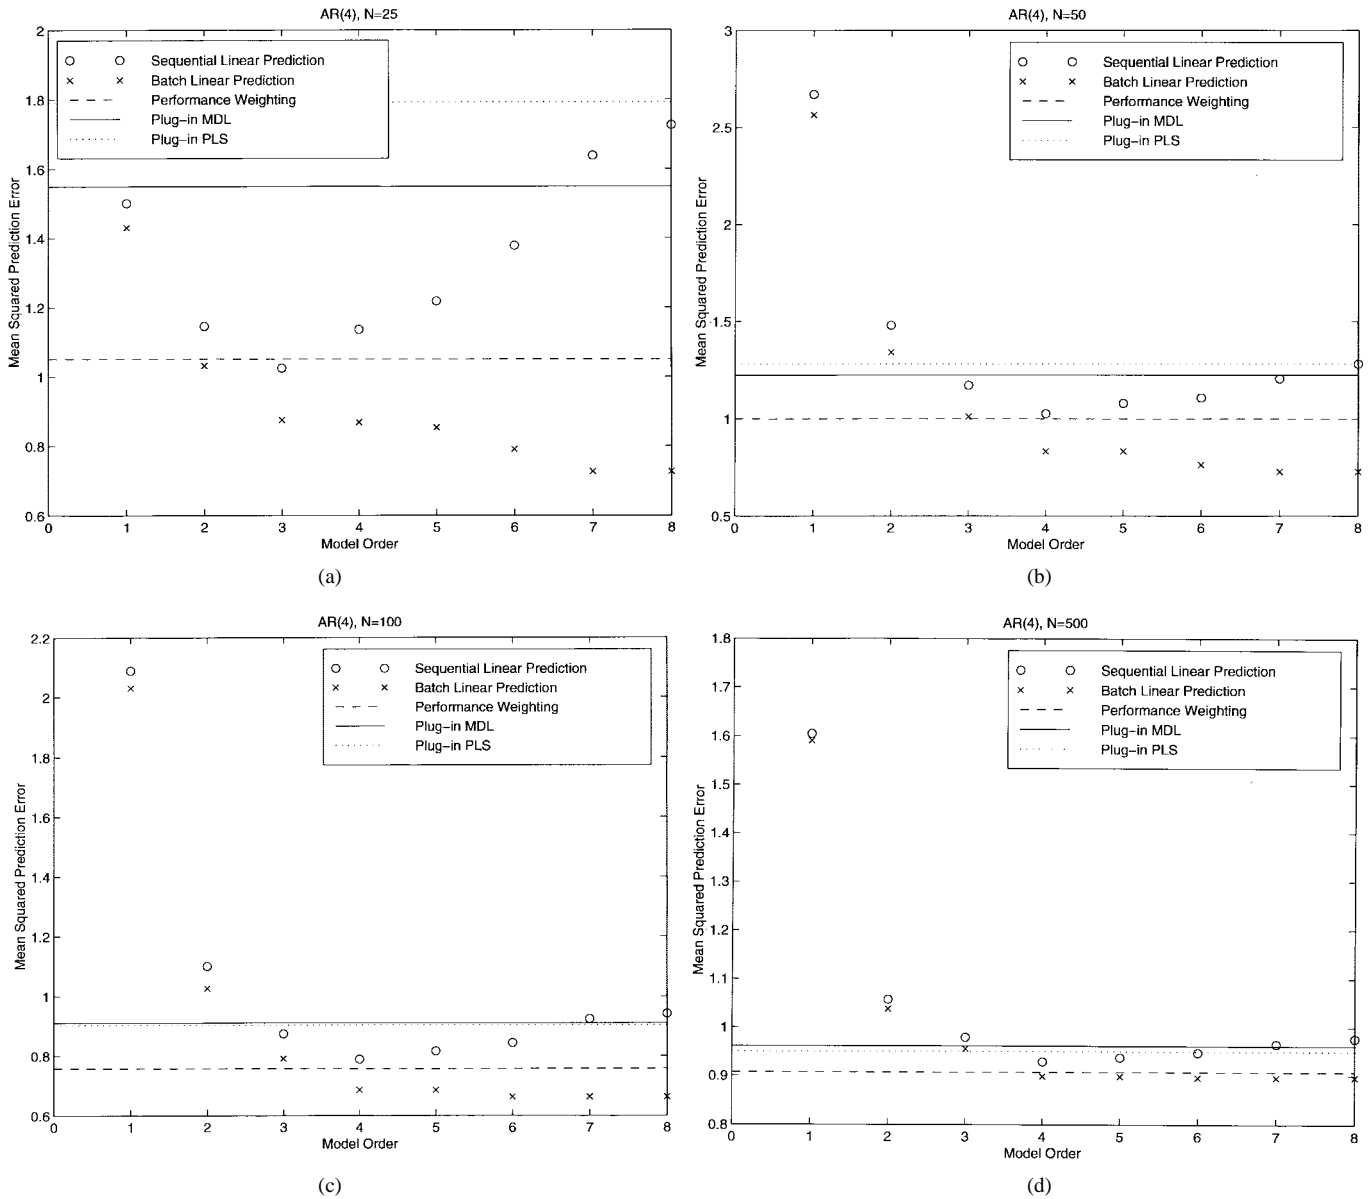 AR(4), N=25
2
1.8
1.6
1.4
1.2
1
0.8
0.6
Mean Squared Prediction Error
Sequential Linear Prediction
Batch Linear Prediction
Performance Weighting
Plug-in MDL
Plug-in PLS
0 1 2 3 4 5 6 7 8
Model Order
(a)
AR(4), N=50
3
2.5
2
1.5
1
0.5
Mean Squared Prediction Error
Sequential Linear Prediction
Batch Linear Prediction
Performance Weighting
Plug-in MDL
Plug-in PLS
0 1 2 3 4 5 6 7 8
Model Order
(b)
AR(4), N=100
2.2
2
1.8
1.6
1.4
1.2
1
0.8
0.6
Mean Squared Prediction Error
Sequential Linear Prediction
Batch Linear Prediction
Performance Weighting
Plug-in MDL
Plug-in PLS
0 1 2 3 4 5 6 7 8
Model Order
(c)
AR(4), N=500
1.8
1.7
1.6
1.5
1.4
1.3
1.2
1.1
1
0.9
0.8
Mean Squared Prediction Error
Sequential Linear Prediction
Batch Linear Prediction
Performance Weighting
Plug-in MDL
Plug-in PLS
0 1 2 3 4 5 6 7 8
Model Order
(d)